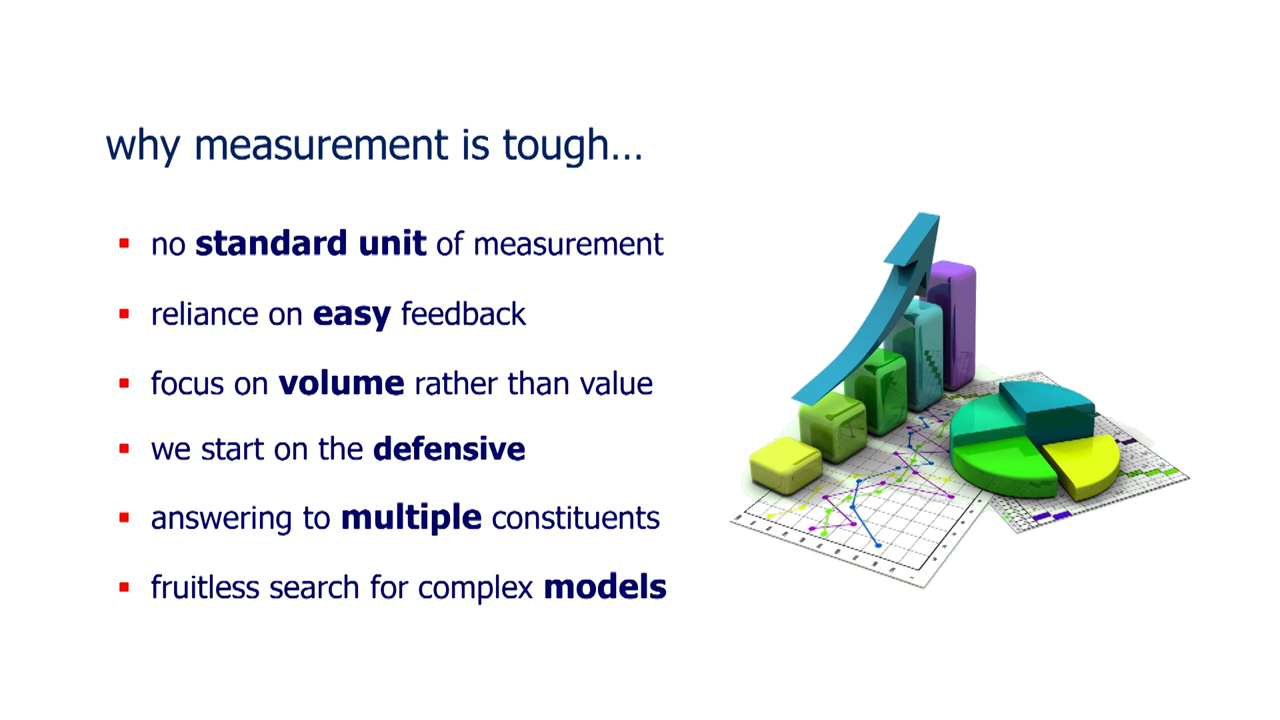 why measurement is tough...
▪ no standard unit of measurement
▪ reliance on easy feedback
▪ focus on volume rather than value
▪ we start on the defensive
▪ answering to multiple constituents
▪ fruitless search for complex models